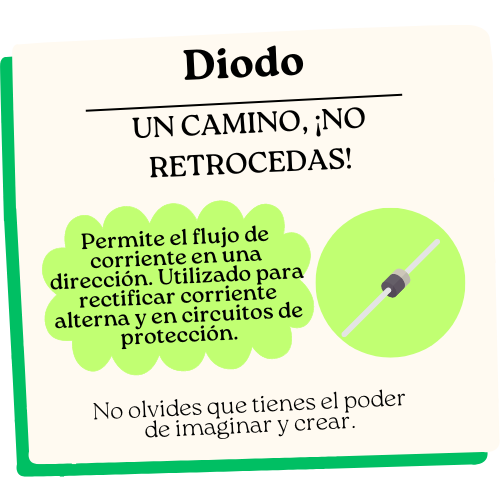 Diodo
UN CAMINO, ¡NO
RETROCEDAS!
Permite el flujo de
corriente en una
dirección. Utilizado para
rectificar corriente
alterna y en circuitos de
protección.
No olvides que tienes el poder
de imaginar y crear.